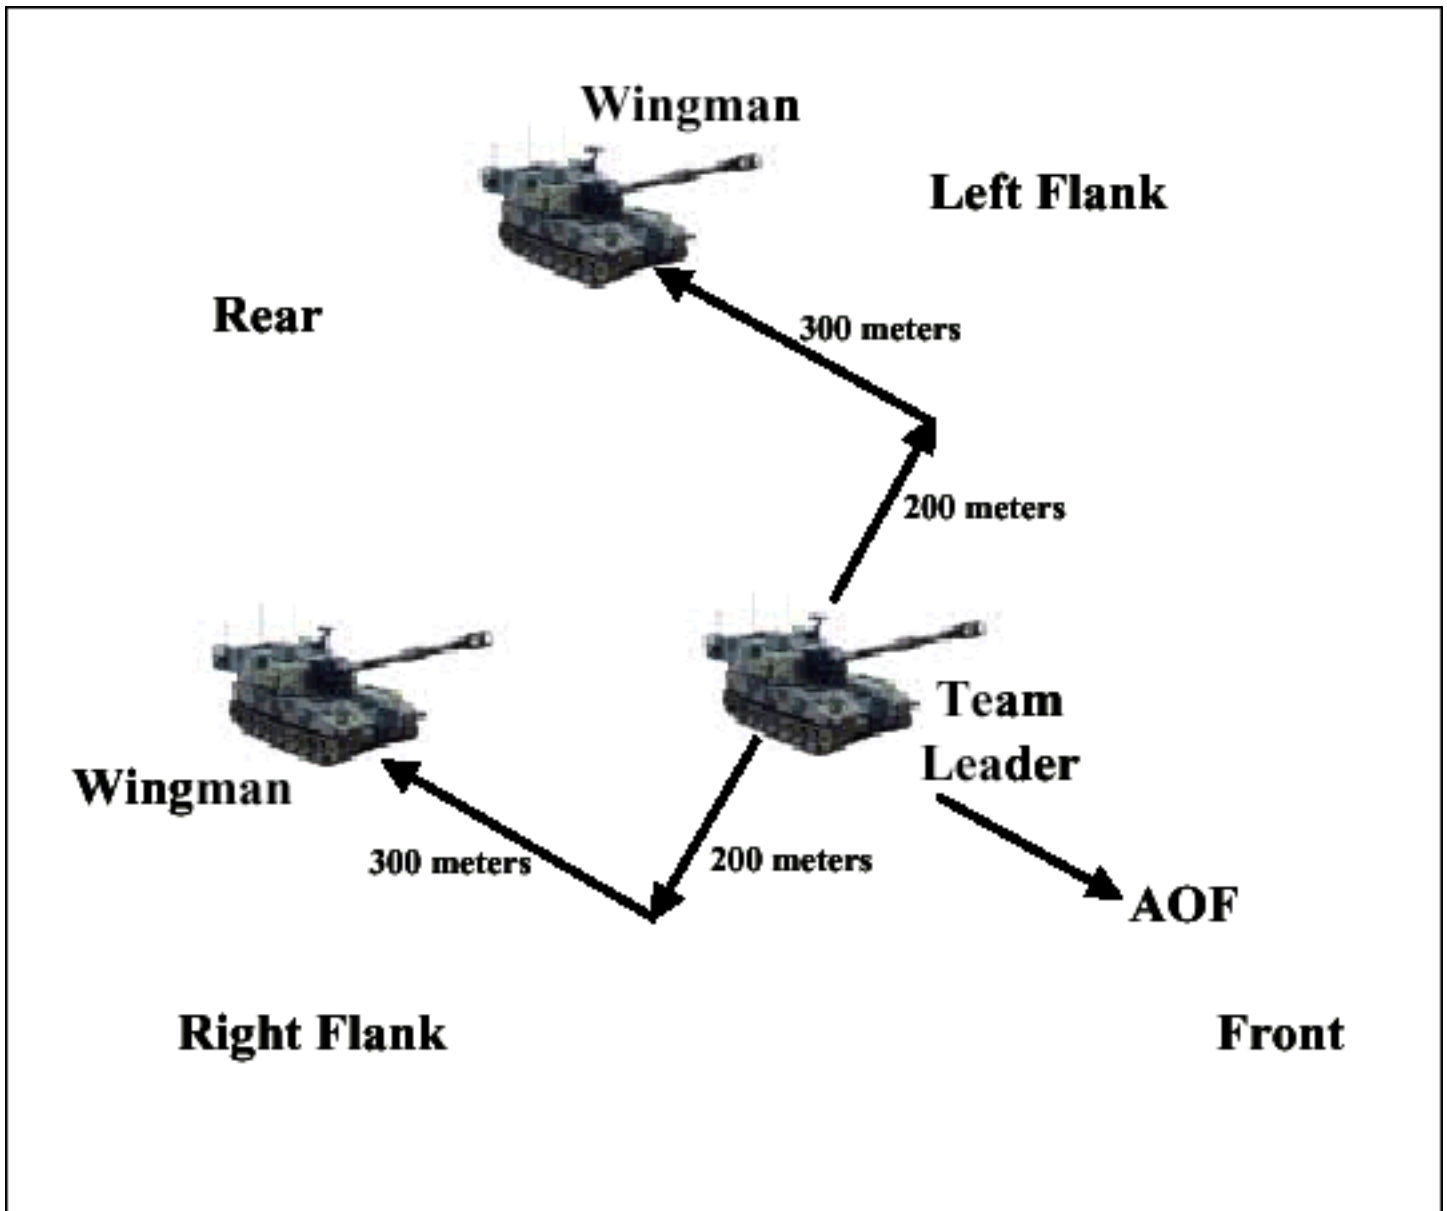 Wingman
Left Flank
Rear
300 meters
200 meters
Team
Leader
Wingman
300 meters
200 meters
AOF
Right Flank
Front